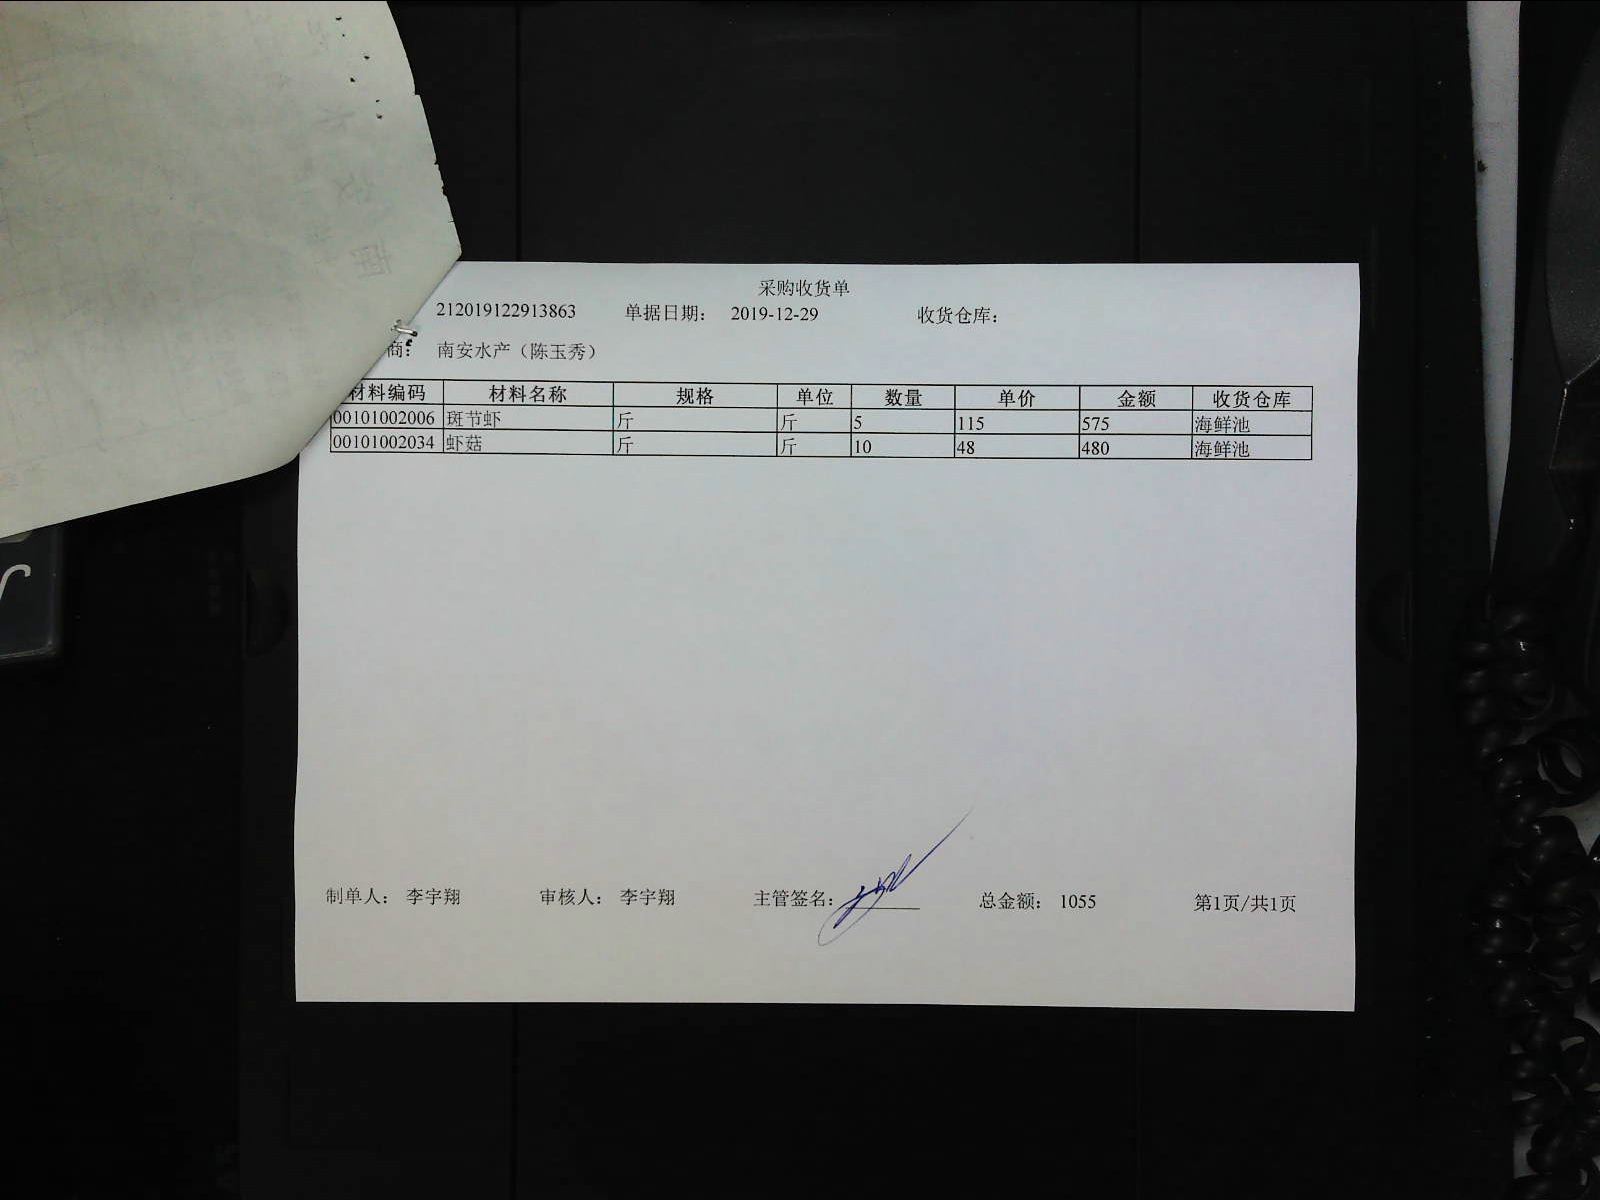 采购收货单
212019122913863 单据日期： 2019-12-29 收货仓库：
商： 南安水产（陈玉秀）
材料编码 材料名称 规格 单位 数量 单价 金额 收货仓库
00101002006 斑节虾 斤 斤 5 115 575 海鲜池
00101002034 虾菇 斤 斤 10 48 480 海鲜池
制单人： 李宇翔 审核人： 李宇翔 主管签名： 总金额： 1055 第1页/共1页